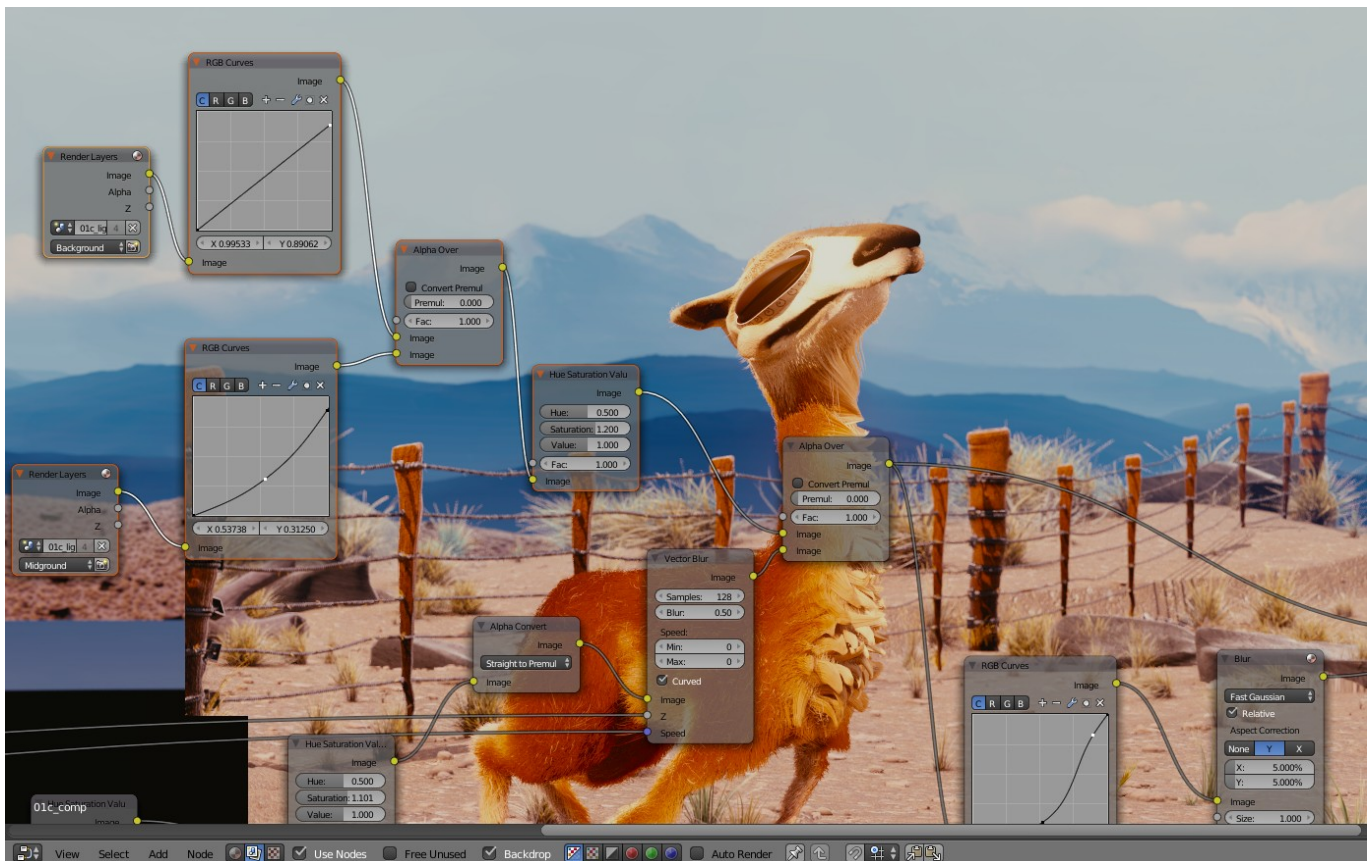 RGB Curves
Image
C R G B
X 0.99533 Y 0.89062
Image
Render Layers
Image
Alpha
Z
01c_lig 4
Background
Alpha Over
Image
Convert Premul
Premul: 0.000
Fac: 1.000
Image
Image
RGB Curves
Image
C R G B
X 0.53738 Y 0.31250
Image
Hue Saturation Valu
Image
Hue: 0.500
Saturation: 1.200
Value: 1.000
Fac: 1.000
Image
Render Layers
Image
Alpha
Z
01c_lig 4
Midground
Alpha Over
Image
Convert Premul
Premul: 0.000
Fac: 1.000
Image
Image
Vector Blur
Image
Samples: 128
Blur: 0.50
Speed:
Min: 0
Max: 0
Curved
Image
Z
Speed
Alpha Convert
Image
Straight to Premul
Image
RGB Curves
Image
C R G B
Blur
Image
Fast Gaussian
Relative
Aspect Correction
None Y X
X: 5.000%
Y: 5.000%
Image
Size: 1.000
Hue Saturation Val...
Image
Hue: 0.500
Saturation: 1.101
Value: 1.000
Hue Saturation Valu
01c_comp
Image
View Select Add Node Use Nodes Free Unused Backdrop Auto Render